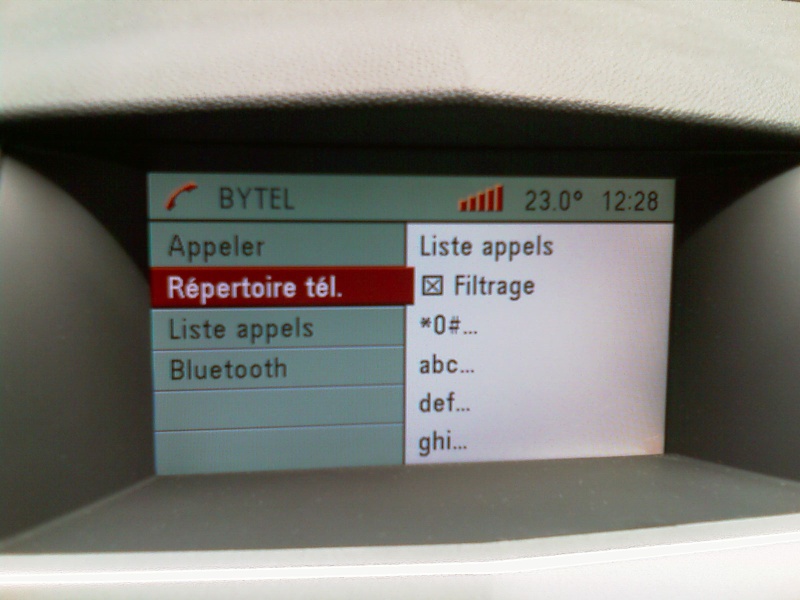 BYTEL 23.0° 12:28
Appeler
Répertoire tél.
Liste appels
Bluetooth
Liste appels
Filtrage
*0#...
abc...
def...
ghi...